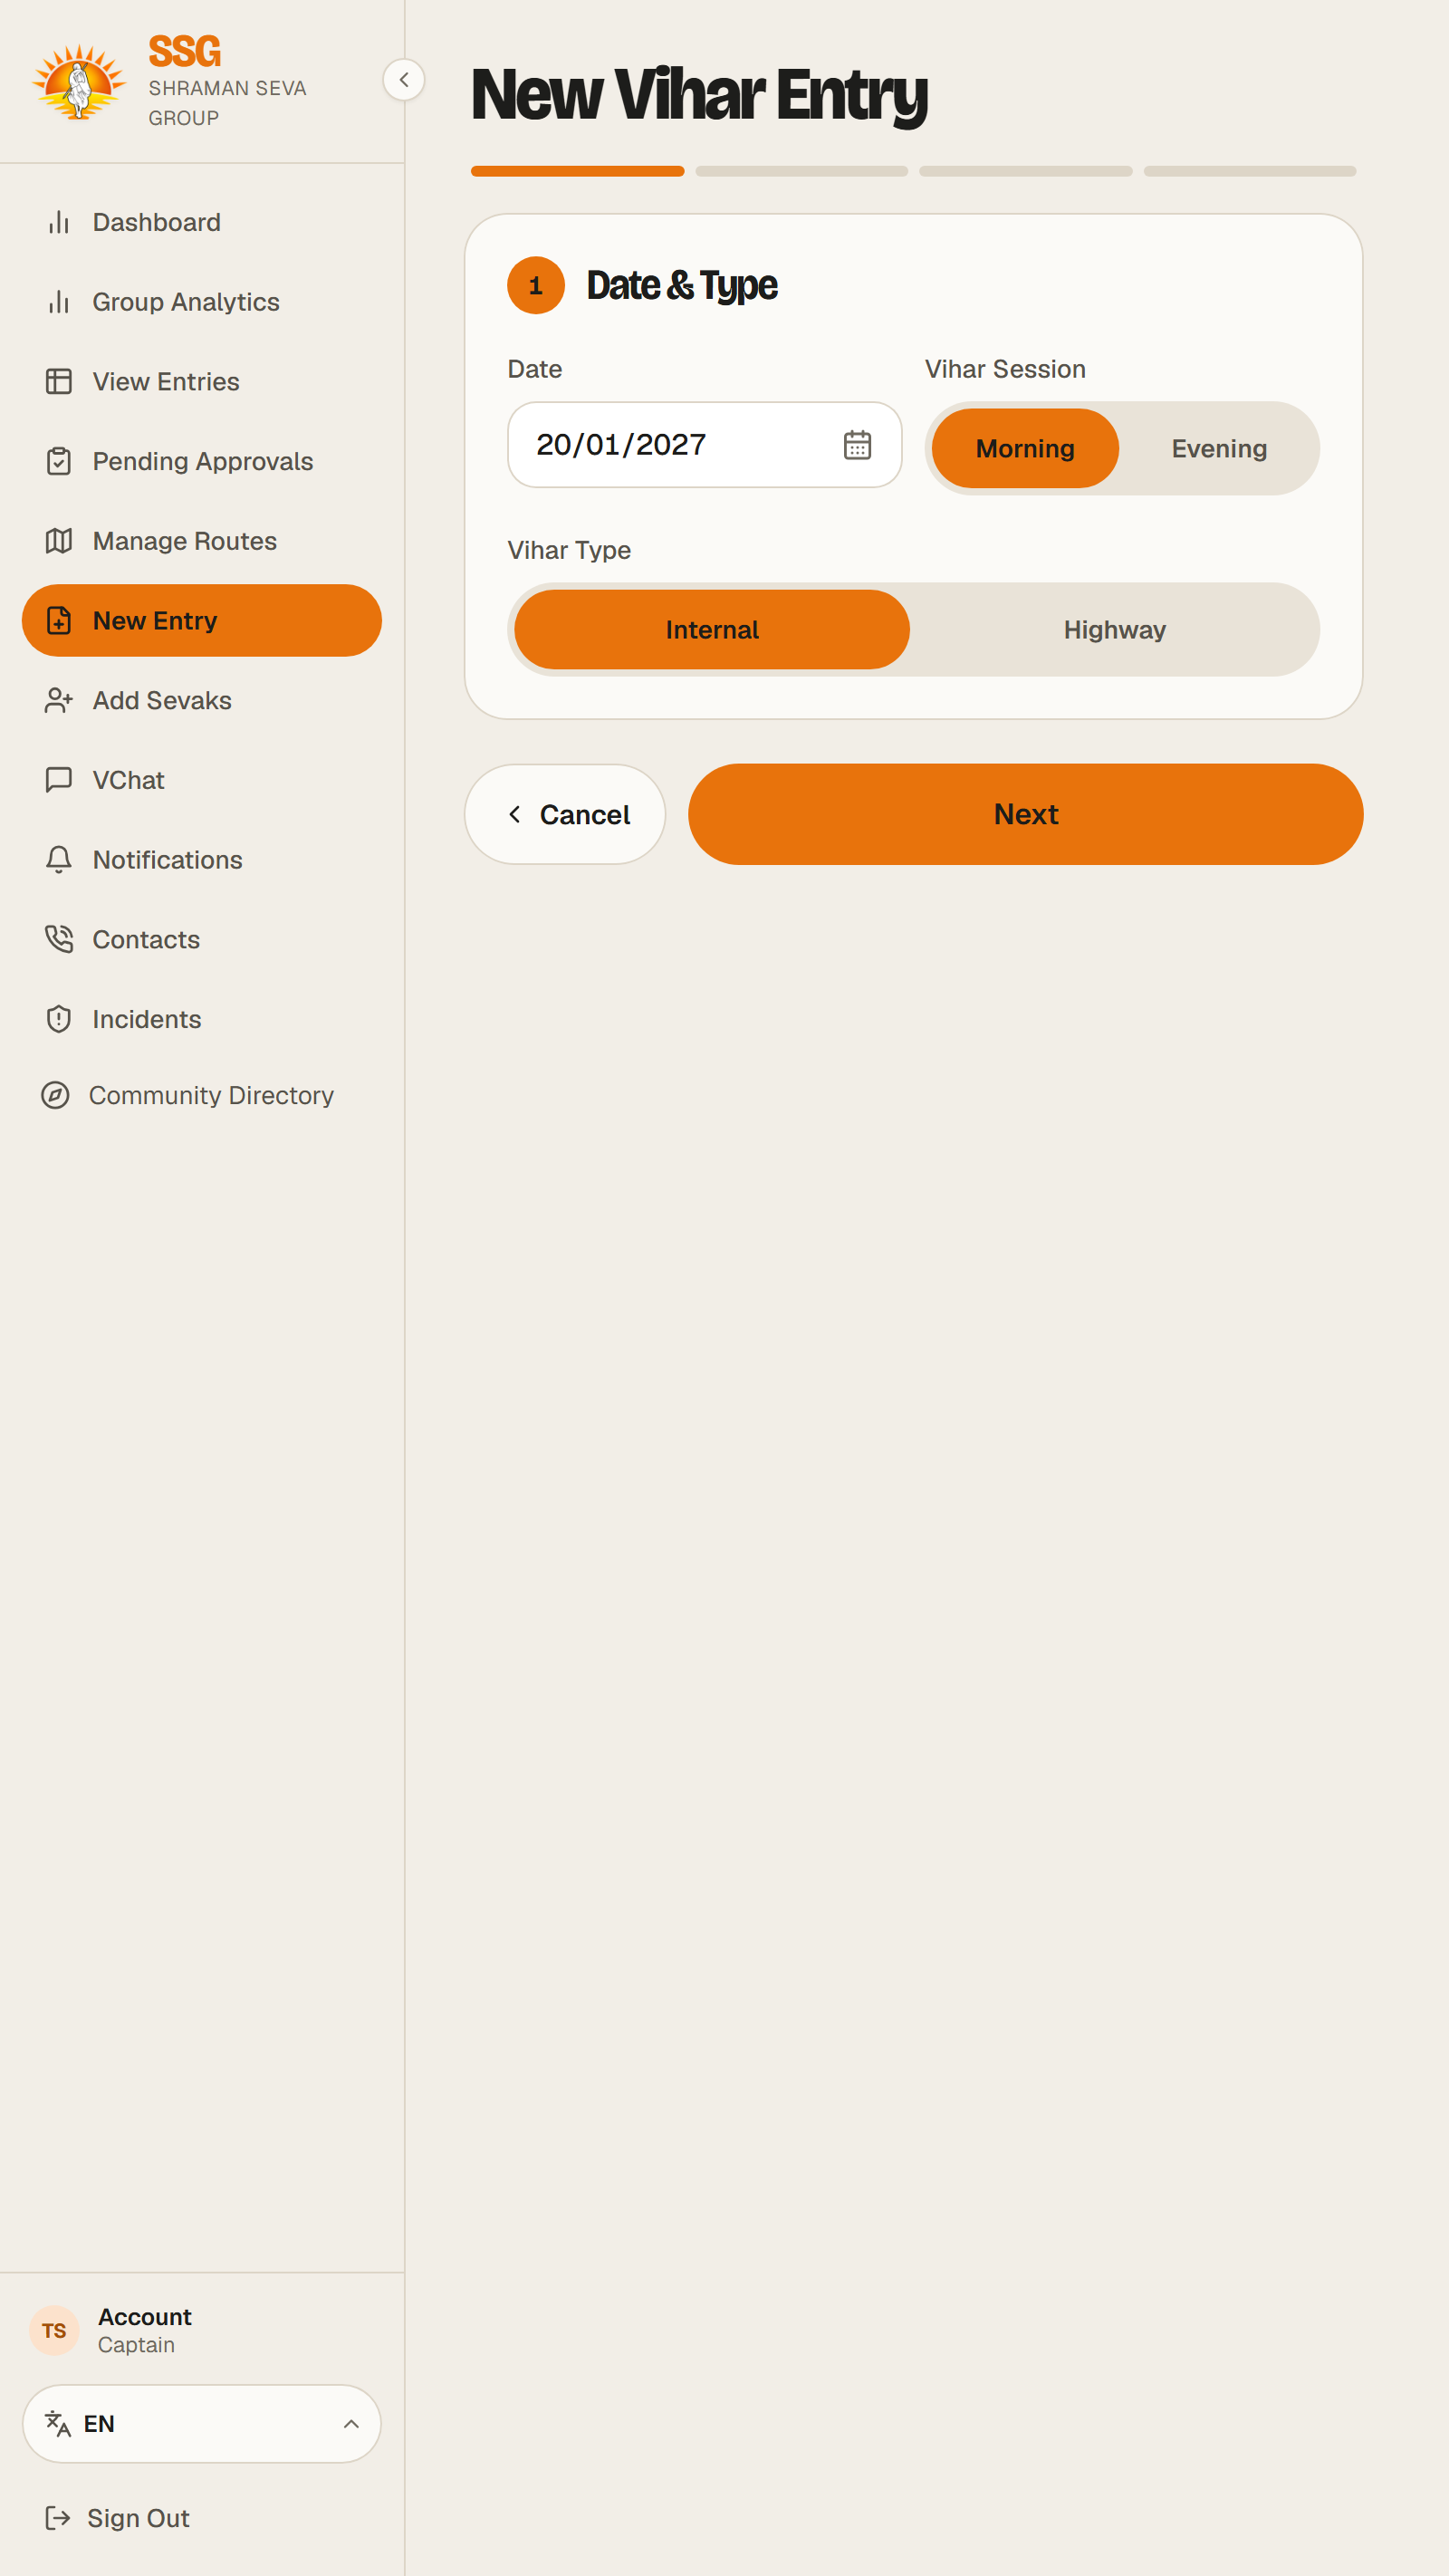 SSG
SHRAMAN SEVA
GROUP
Dashboard
Group Analytics
View Entries
Pending Approvals
Manage Routes
New Entry
Add Sevaks
VChat
Notifications
Contacts
Incidents
Community Directory
TS
Account
Captain
EN
Sign Out
New Vihar Entry
1 Date & Type
Date
20/01/2027
Vihar Session
Morning Evening
Vihar Type
Internal Highway
Cancel Next